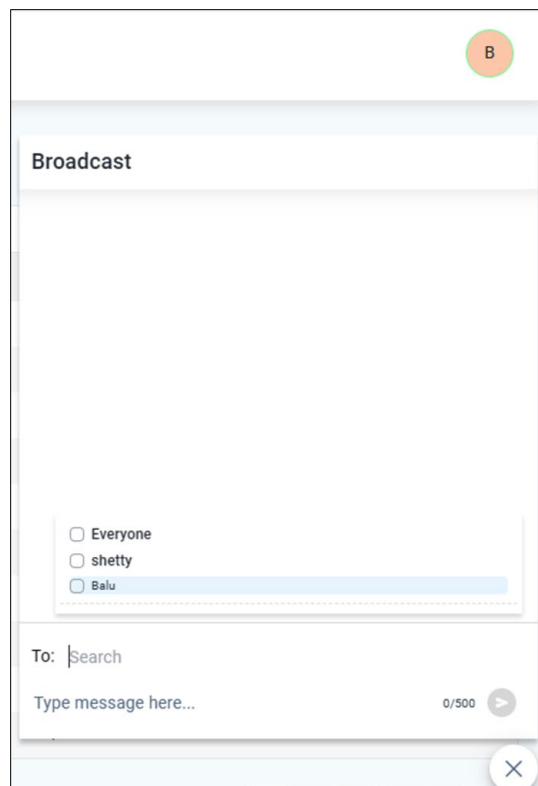 B
Broadcast
Everyone
shetty
Balu
To: Search
Type message here... 0/500